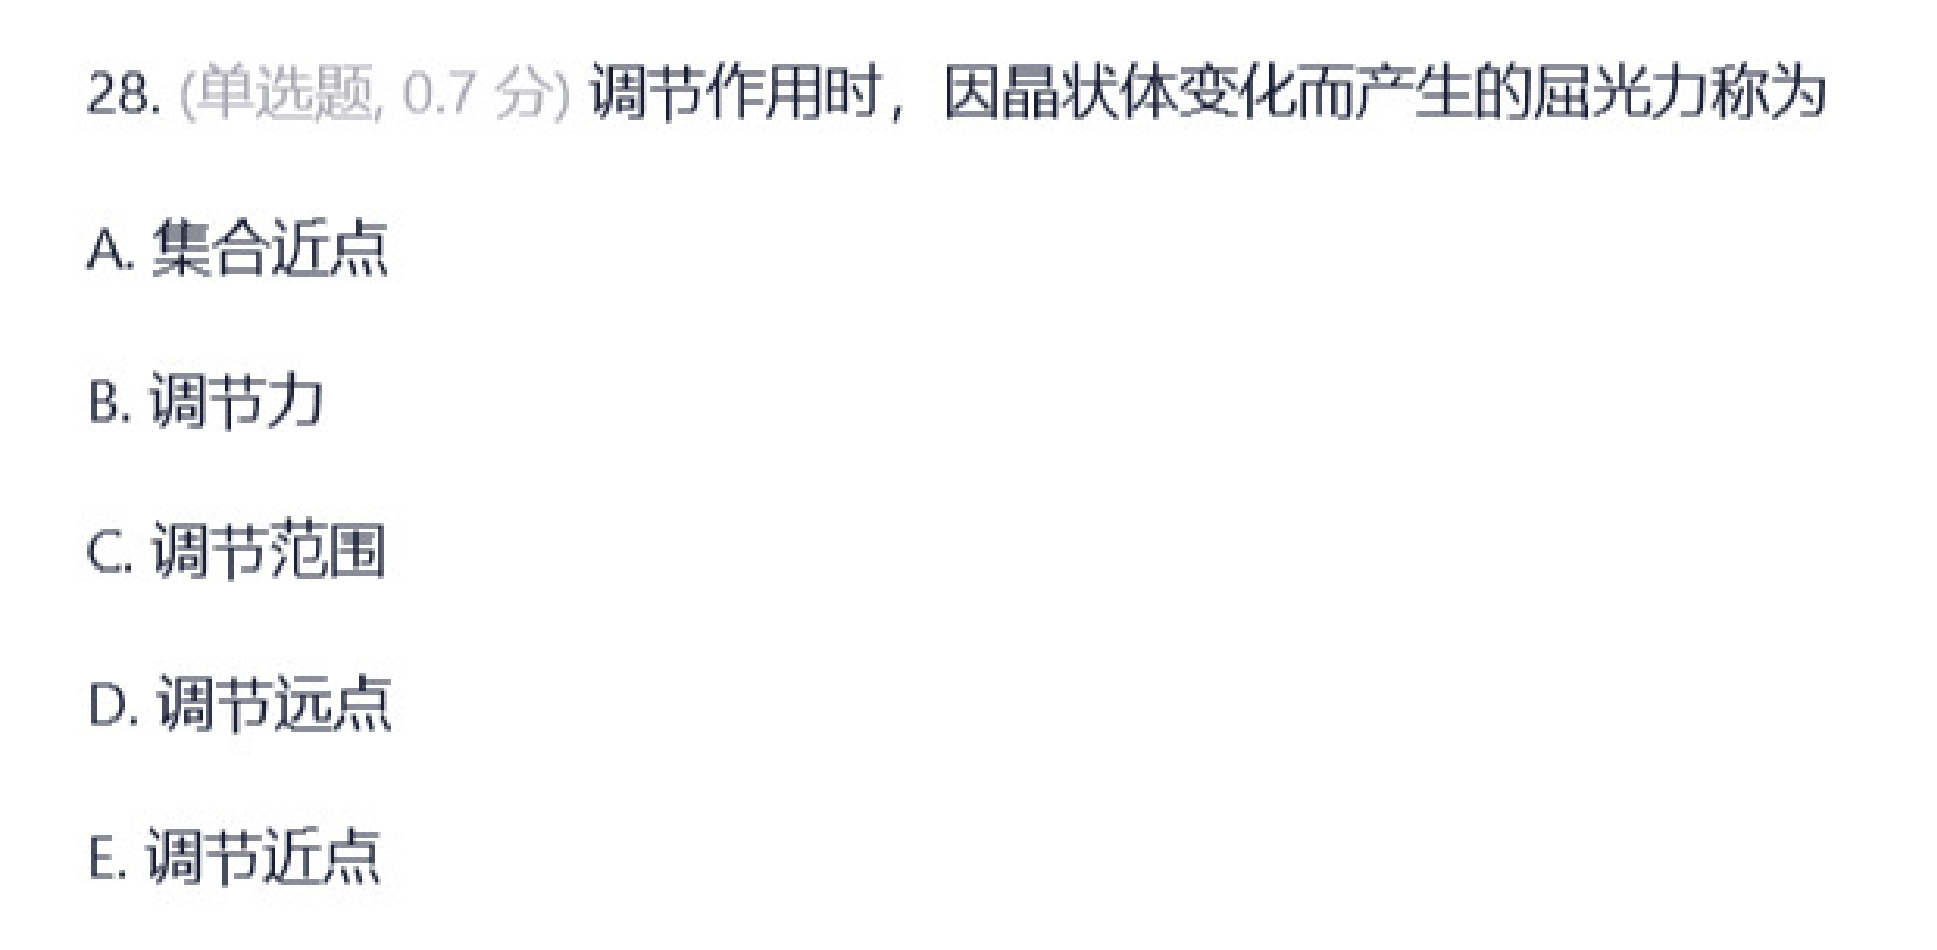 28. (单选题, 0.7 分) 调节作用时，因晶状体变化而产生的屈光力称为
A. 集合近点
B. 调节力
C. 调节范围
D. 调节远点
E. 调节近点